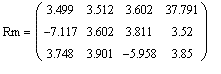 Rm = ( 3.499 3.512 3.602 37.791
-7.117 3.602 3.811 3.52
3.748 3.901 -5.958 3.85 )